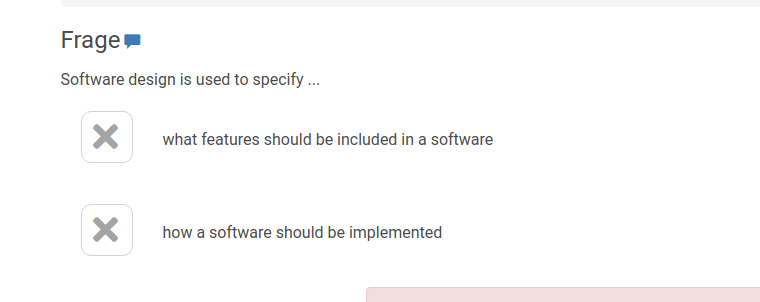 Frage
Software design is used to specify ...
what features should be included in a software
how a software should be implemented